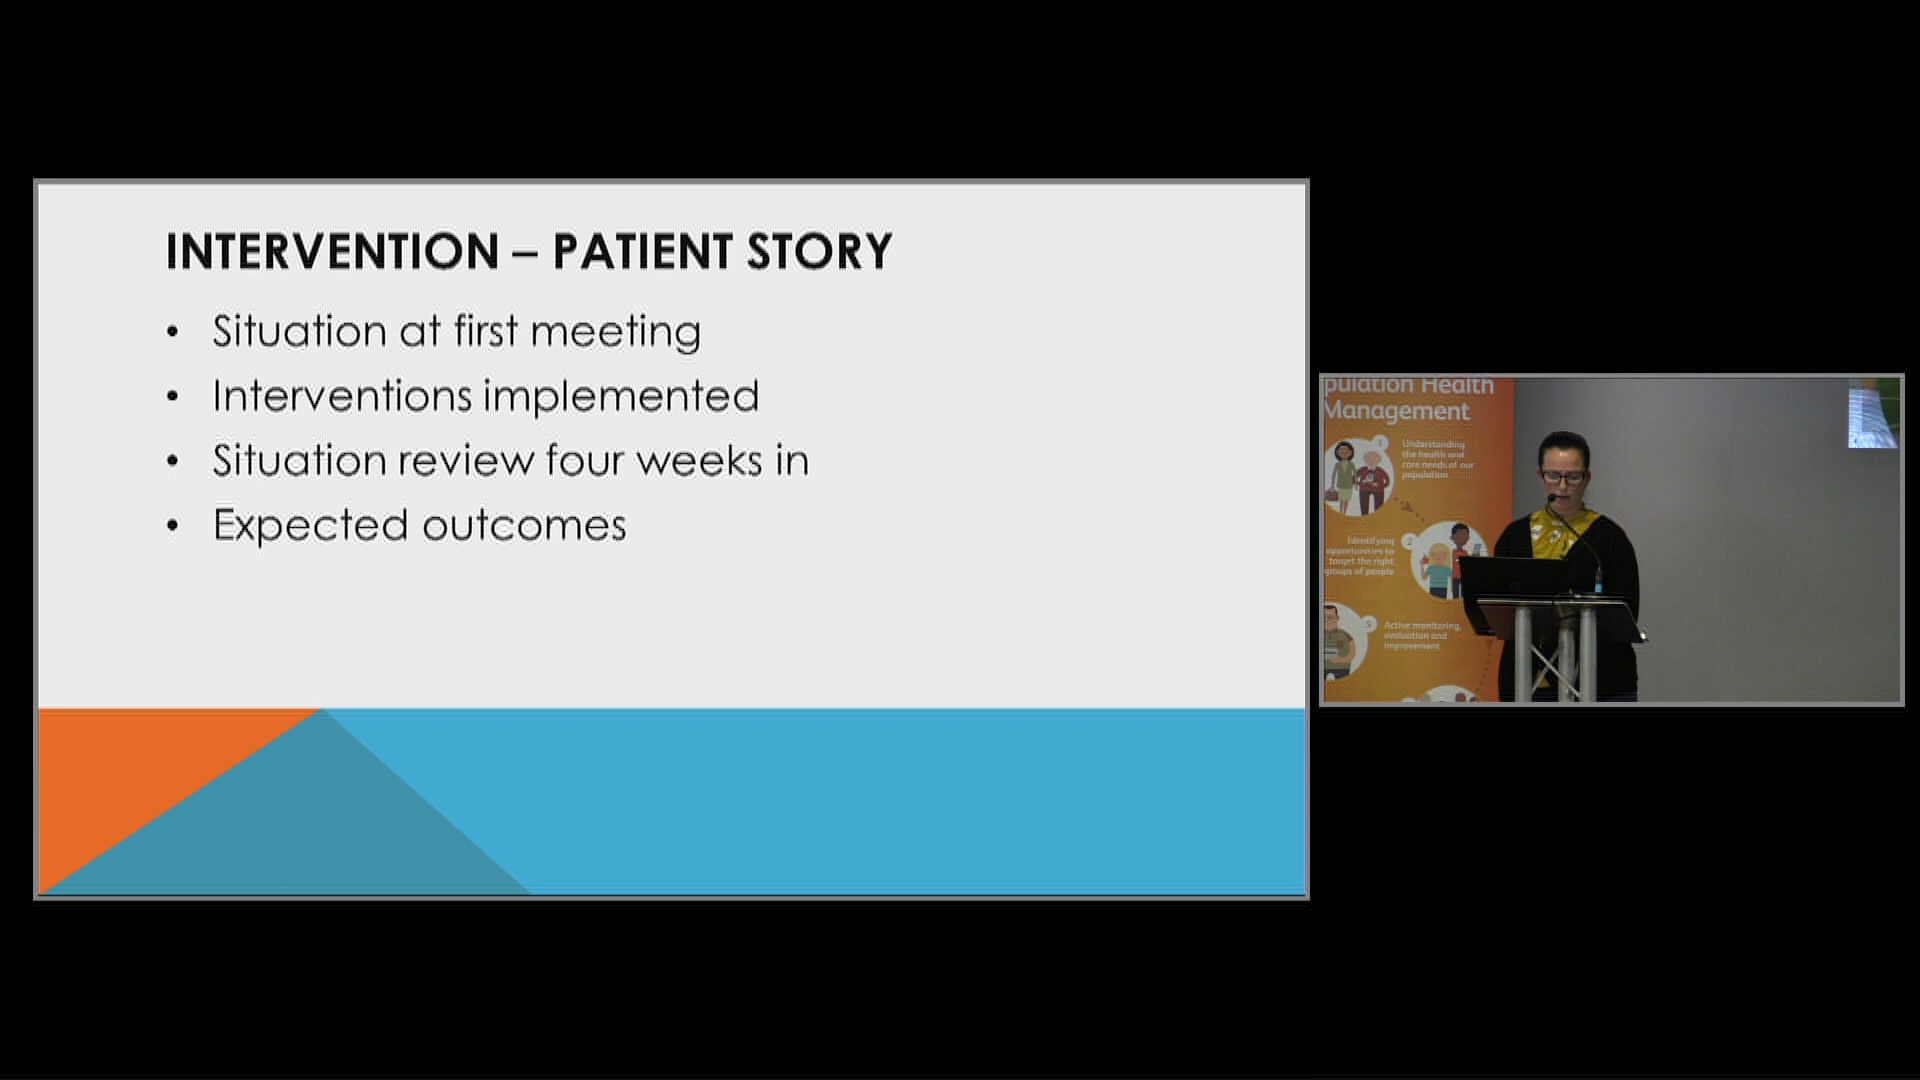 INTERVENTION – PATIENT STORY
• Situation at first meeting
• Interventions implemented
• Situation review four weeks in
• Expected outcomes
pulation Health
Management
1
Understanding
the health and
care needs of our
population
2
Identifying
opportunities to
target the right
groups of people
Active monitoring,
evaluation and
improvement